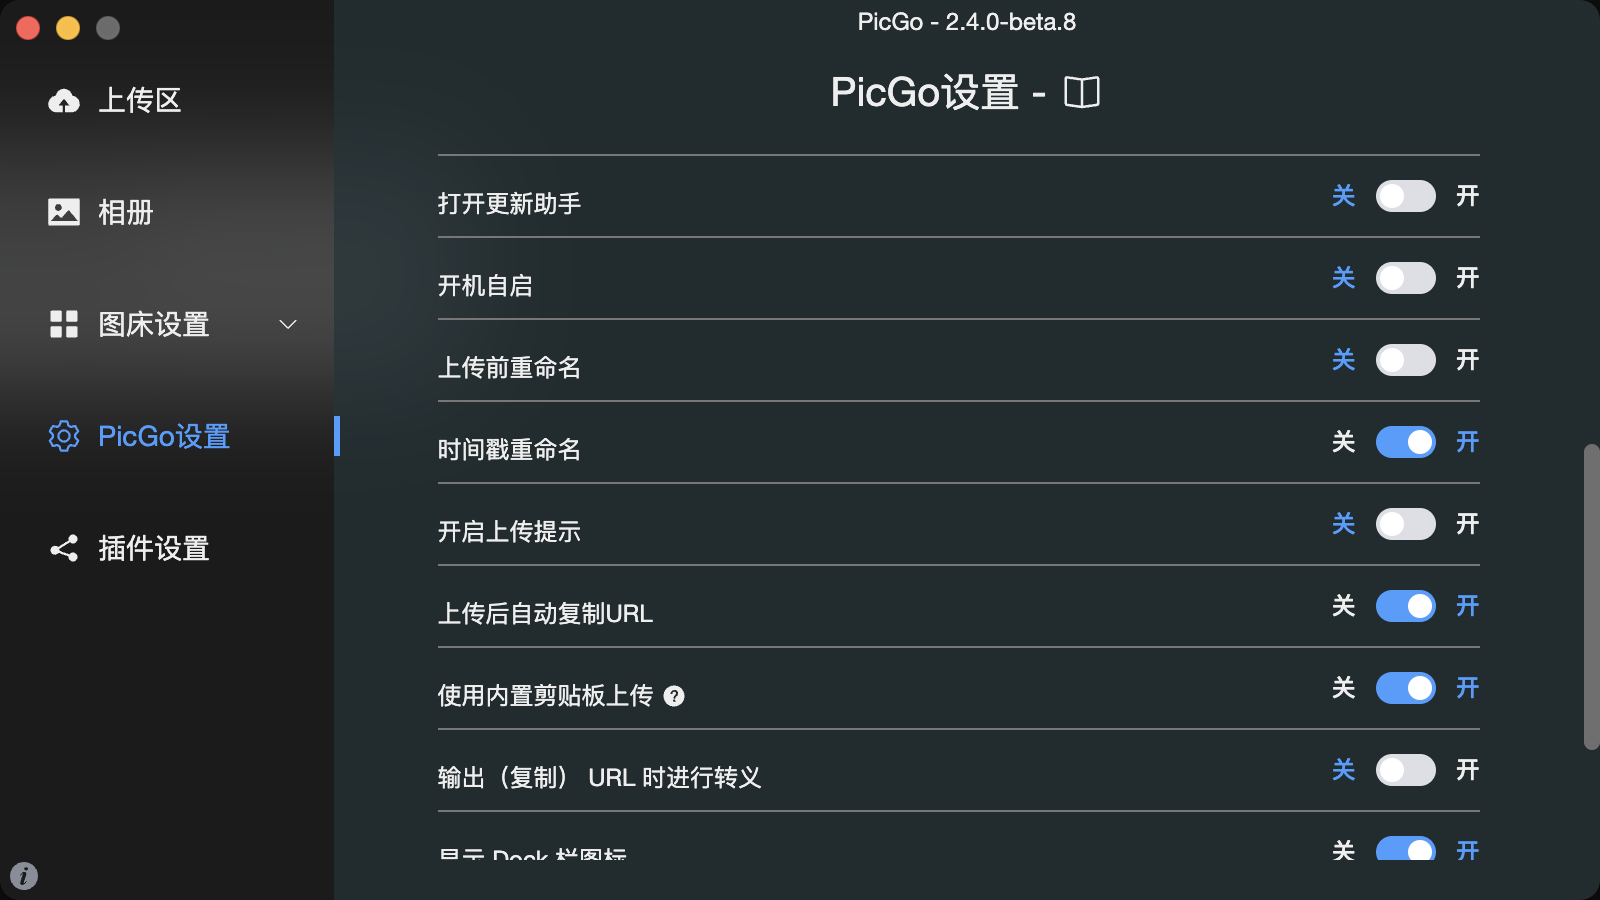 PicGo - 2.4.0-beta.8
上传区
相册
图床设置
PicGo设置
插件设置
PicGo设置 -
打开更新助手 关 开
开机自启 关 开
上传前重命名 关 开
时间戳重命名 关 开
开启上传提示 关 开
上传后自动复制URL 关 开
使用内置剪贴板上传 ? 关 开
输出（复制） URL 时进行转义 关 开
显示 Dock 栏图标 关 开